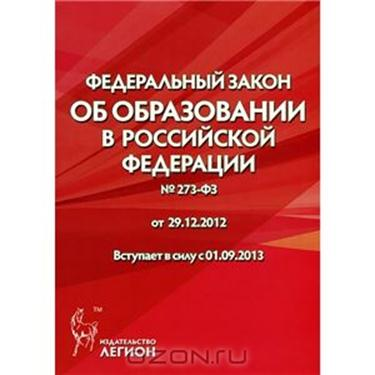 ФЕДЕРАЛЬНЫЙ ЗАКОН
ОБ ОБРАЗОВАНИИ
В РОССИЙСКОЙ
ФЕДЕРАЦИИ
№ 273-ФЗ
от 29.12.2012
Вступает в силу с 01.09.2013
TM
ИЗДАТЕЛЬСТВО
ЛЕГИОН
ozon.ru